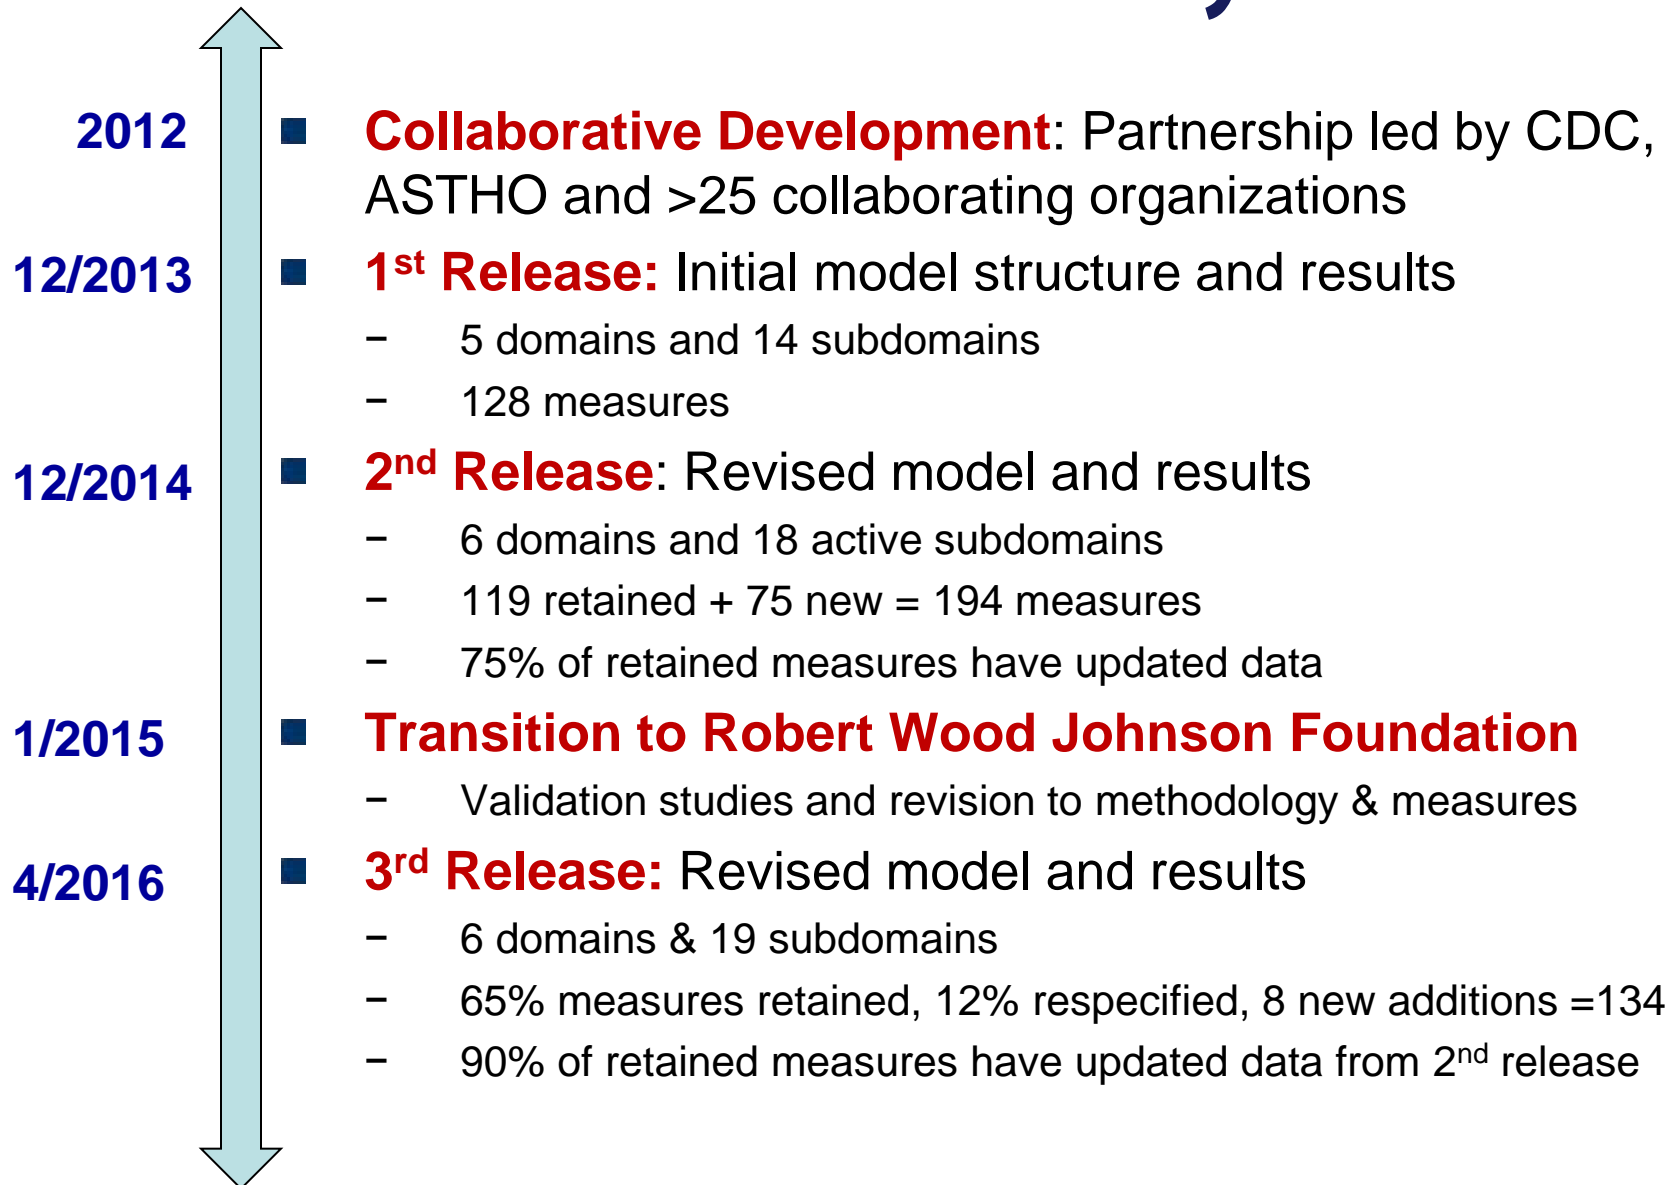 2012 ■ Collaborative Development: Partnership led by CDC,
ASTHO and >25 collaborating organizations
12/2013 ■ 1st Release: Initial model structure and results
− 5 domains and 14 subdomains
− 128 measures
12/2014 ■ 2nd Release: Revised model and results
− 6 domains and 18 active subdomains
− 119 retained + 75 new = 194 measures
− 75% of retained measures have updated data
1/2015 ■ Transition to Robert Wood Johnson Foundation
− Validation studies and revision to methodology & measures
4/2016 ■ 3rd Release: Revised model and results
− 6 domains & 19 subdomains
− 65% measures retained, 12% respecified, 8 new additions =134
− 90% of retained measures have updated data from 2nd release